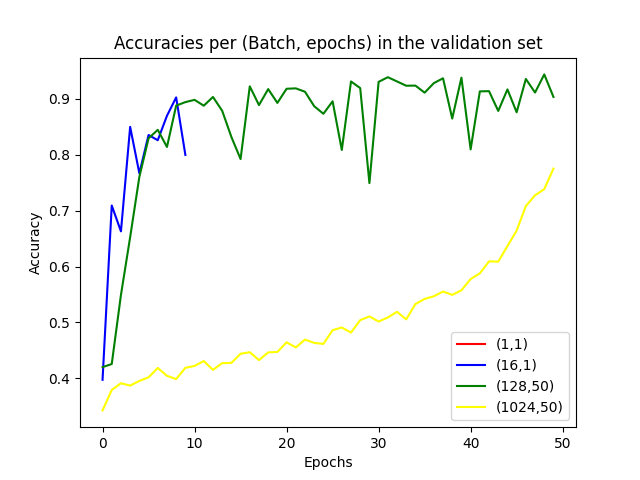 Accuracies per (Batch, epochs) in the validation set
Accuracy
0.9
0.8
0.7
0.6
0.5
0.4
(1,1)
(16,1)
(128,50)
(1024,50)
0 10 20 30 40 50
Epochs